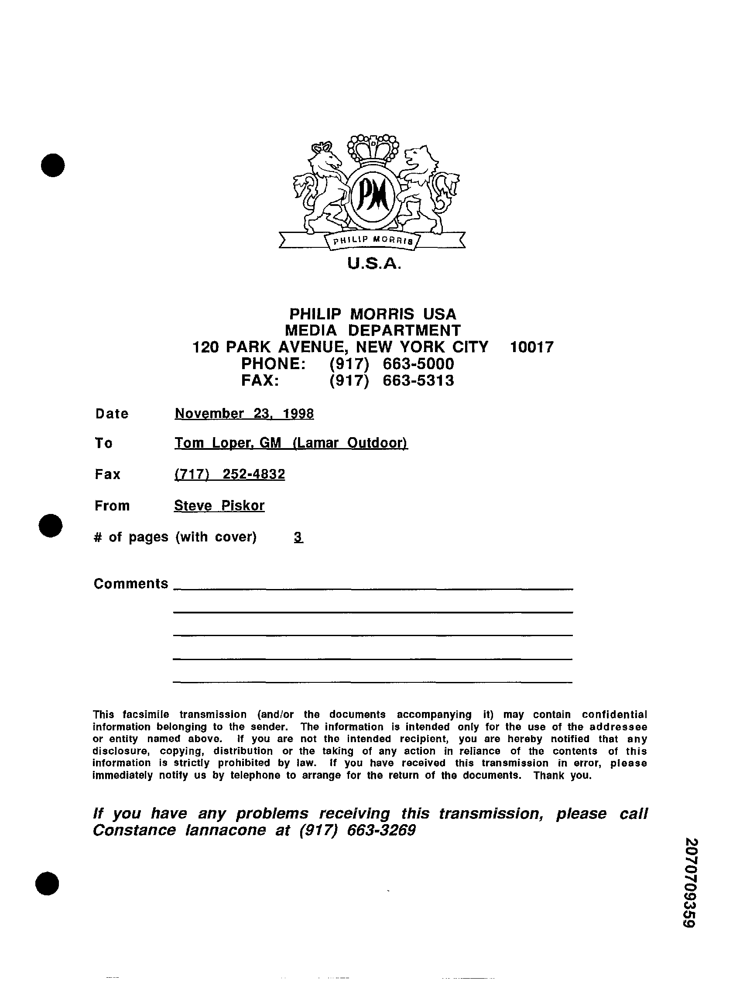 PM
PHILIP MORRIS
U.S.A.
PHILIP MORRIS USA
MEDIA DEPARTMENT
120 PARK AVENUE, NEW YORK CITY 10017
PHONE: (917) 663-5000
FAX: (917) 663-5313
Date November 23, 1998
To Tom Loper, GM (Lamar Outdoor)
Fax (717) 252-4832
From Steve Piskor
# of pages (with cover) 3
Comments
This facsimile transmission (and/or the documents accompanying it) may contain confidential
information belonging to the sender. The information is intended only for the use of the addressee
or entity named above. If you are not the intended recipient, you are hereby notified that any
disclosure, copying, distribution or the taking of any action in reliance of the contents of this
information is strictly prohibited by law. If you have received this transmission in error, please
immediately notify us by telephone to arrange for the return of the documents. Thank you.
If you have any problems receiving this transmission, please call
Constance Iannacone at (917) 663-3269
2070709359